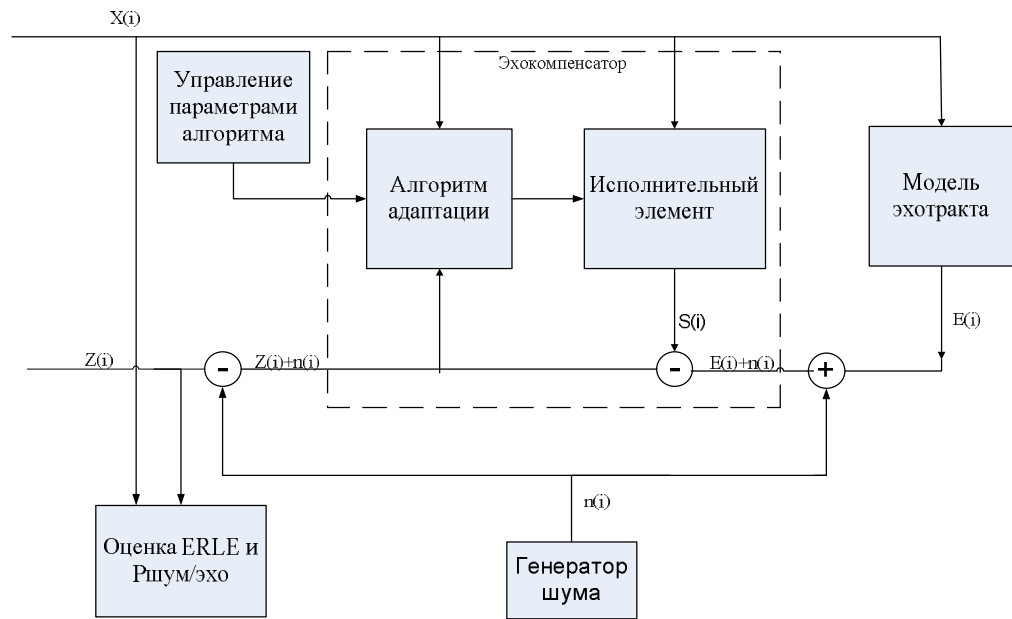 X(i)
Эхокомпенсатор
Управление
параметрами
алгоритма
Алгоритм
адаптации
Исполнительный
элемент
Модель
эхотракта
S(i)
E(i)
Z(i)
-
Z(i)+n(i)
-
E(i)+n(i)
+
n(i)
Оценка ERLE и
Pшум/эхо
Генератор
шума